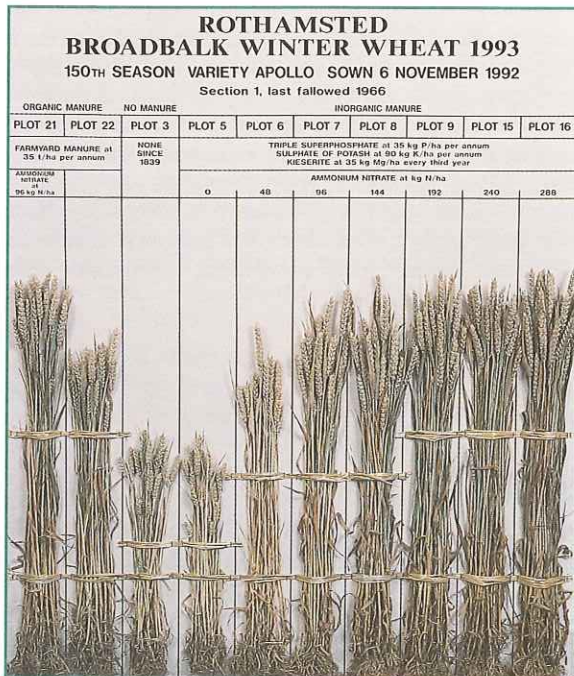 ROTHAMSTED
BROADBALK WINTER WHEAT 1993
150TH SEASON VARIETY APOLLO SOWN 6 NOVEMBER 1992
Section 1, last fallowed 1966
ORGANIC MANURE NO MANURE INORGANIC MANURE
PLOT 21 PLOT 22 PLOT 3 PLOT 5 PLOT 6 PLOT 7 PLOT 8 PLOT 9 PLOT 15 PLOT 16
FARMYARD MANURE at
35 t/ha per annum
NONE
SINCE
1839
TRIPLE SUPERPHOSPHATE at 35 kg P/ha per annum
SULPHATE OF POTASH at 90 kg K/ha per annum
KIESERITE at 35 kg Mg/ha every third year
AMMONIUM
NITRATE
at
96 kg N/ha
AMMONIUM NITRATE at kg N/ha
0 48 96 144 192 240 288